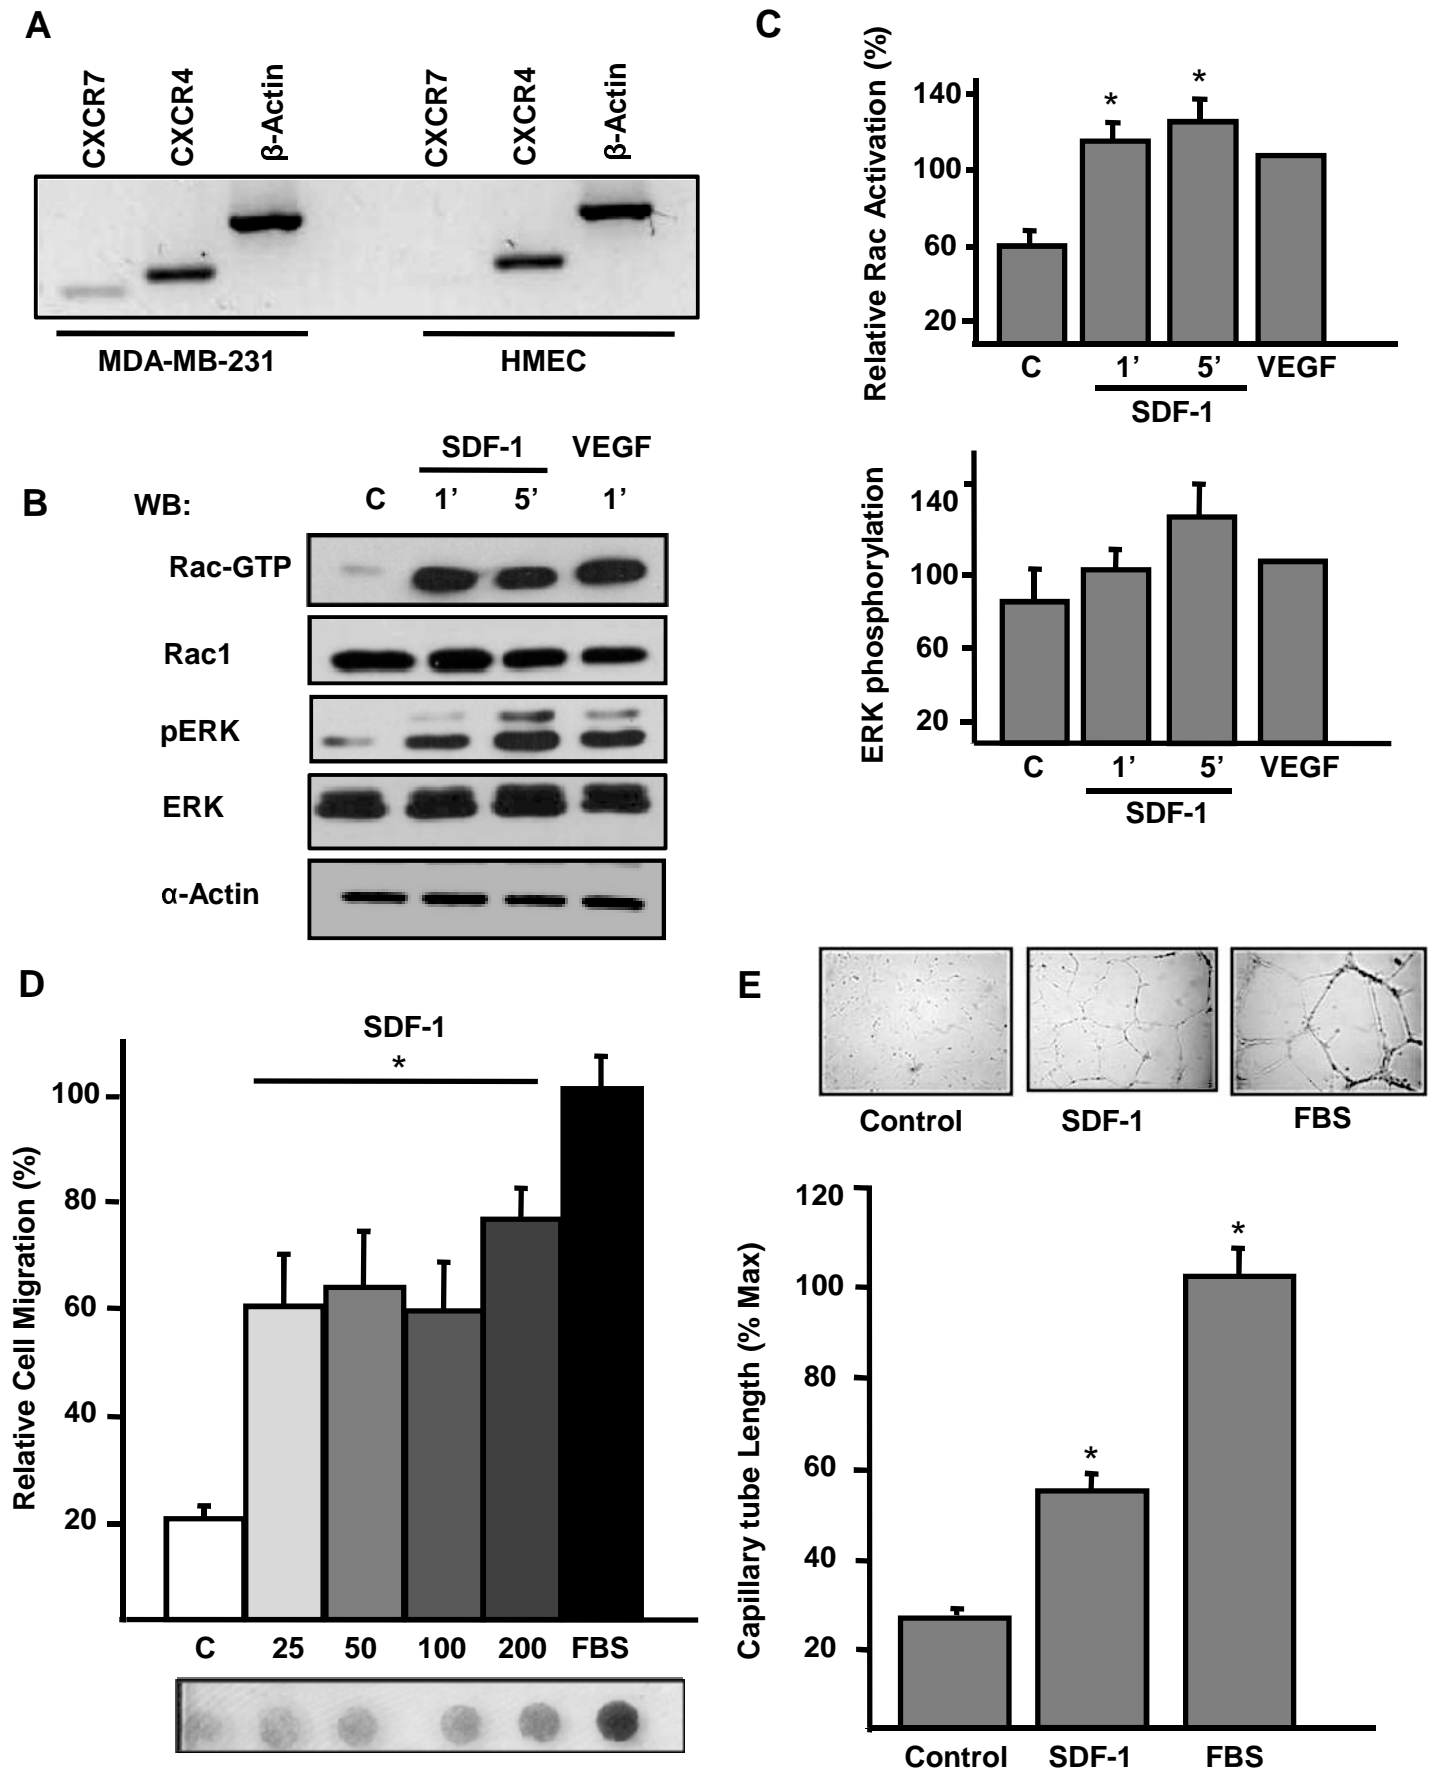 A
CXCR7
CXCR4
β-Actin
CXCR7
CXCR4
β-Actin
MDA-MB-231
HMEC
B
WB:
SDF-1
VEGF
C
1’
5’
1’
Rac-GTP
Rac1
pERK
ERK
α-Actin
C
Relative Rac Activation (%)
140
100
60
20
*
*
C
1’
5’
VEGF
SDF-1
ERK phosphorylation
140
100
60
20
C
1’
5’
VEGF
SDF-1
D
SDF-1
*
Relative Cell Migration (%)
100
80
60
40
20
C
25
50
100
200
FBS
E
Control
SDF-1
FBS
Capillary tube Length (% Max)
120
100
80
60
40
20
*
*
Control
SDF-1
FBS